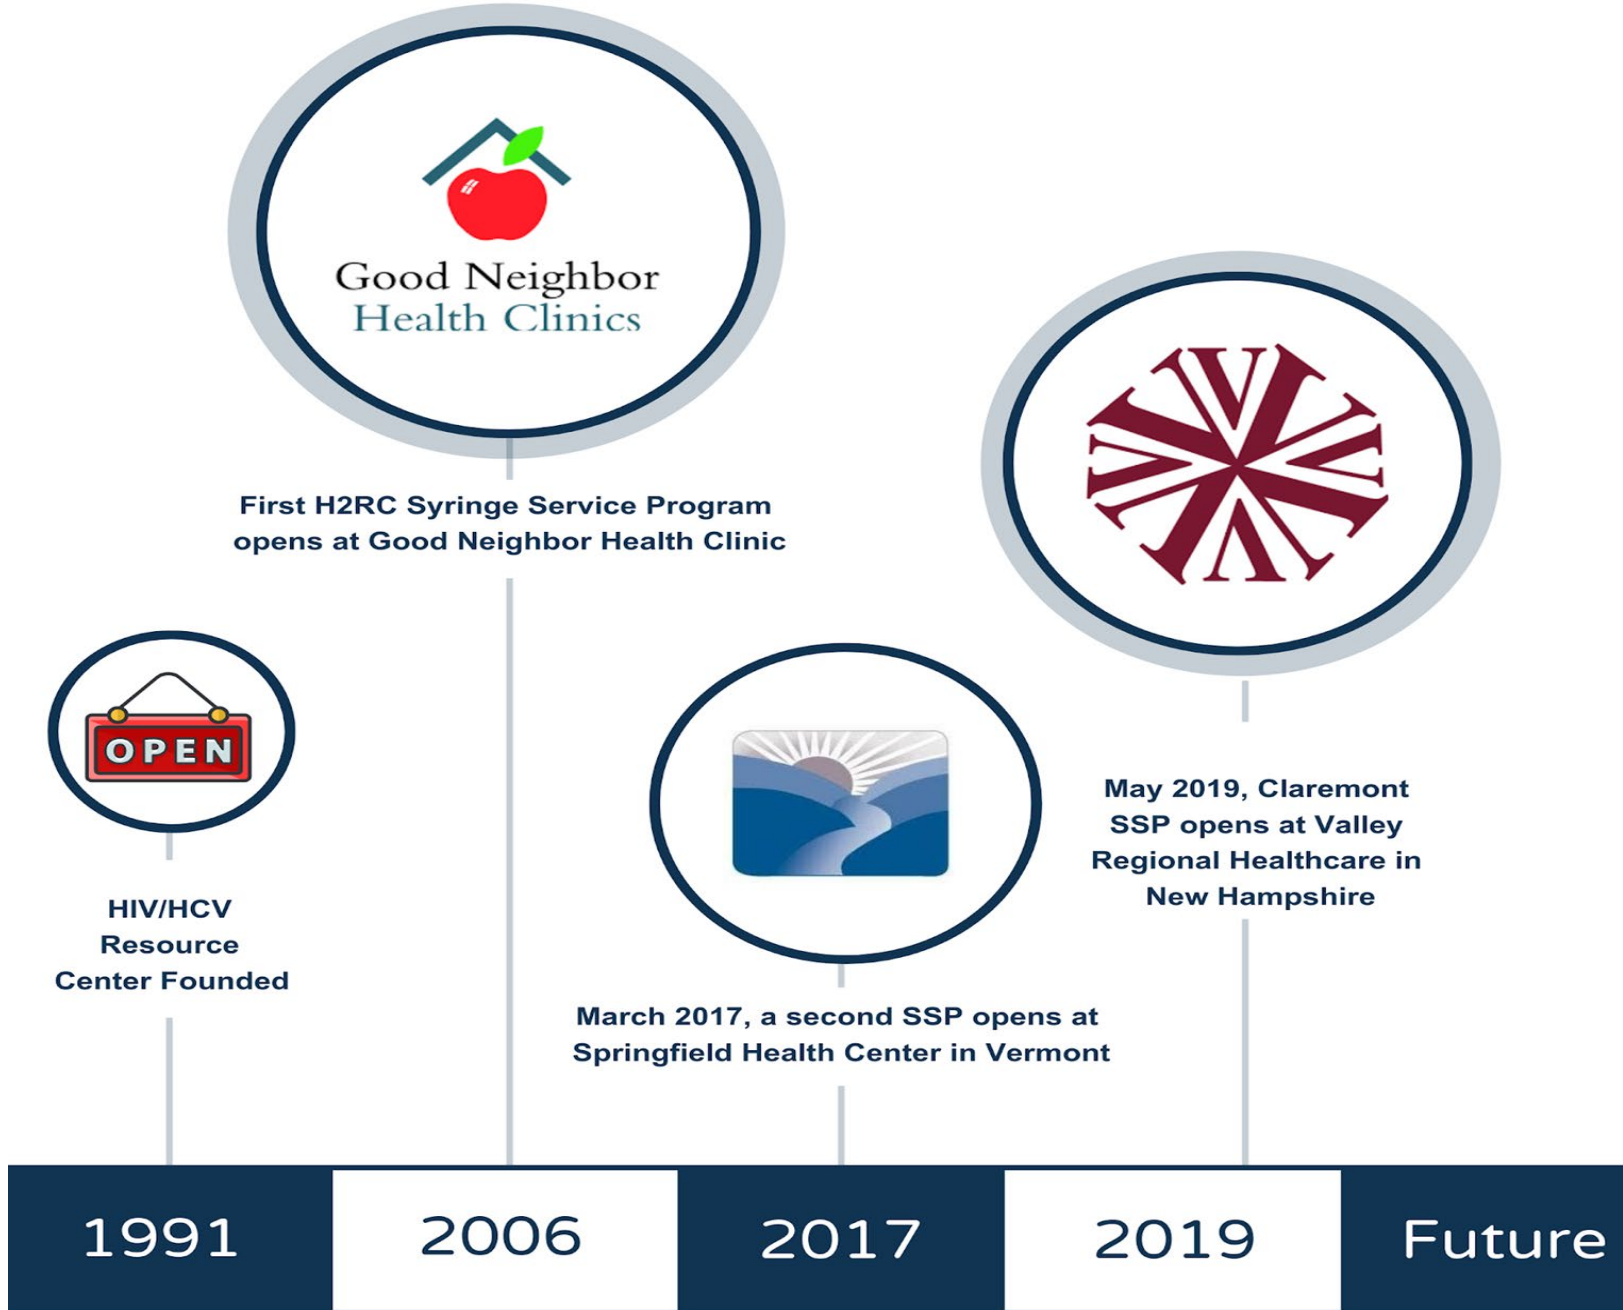 Good Neighbor
Health Clinics
First H2RC Syringe Service Program
opens at Good Neighbor Health Clinic
OPEN
HIV/HCV
Resource
Center Founded
March 2017, a second SSP opens at
Springfield Health Center in Vermont
May 2019, Claremont
SSP opens at Valley
Regional Healthcare in
New Hampshire
1991
2006
2017
2019
Future